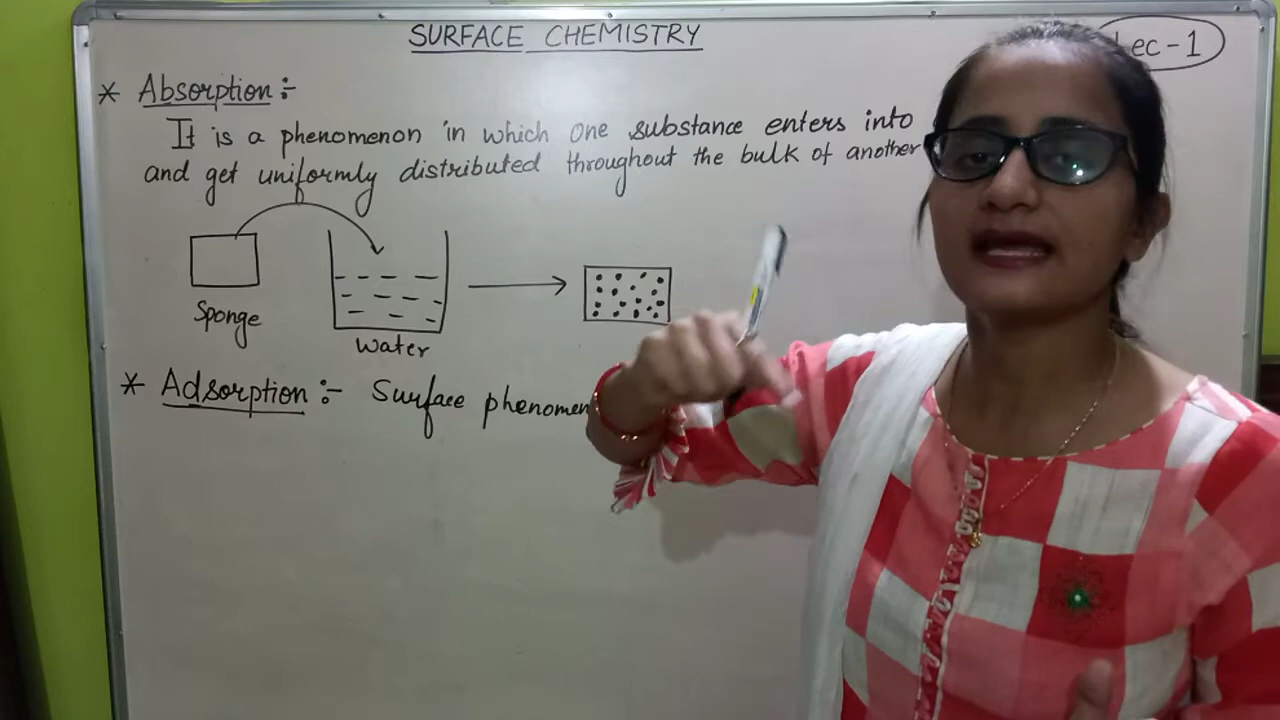 SURFACE CHEMISTRY
Lec-1
* Absorption :-
It is a phenomenon in which one substance enters into
and get uniformly distributed throughout the bulk of another
Sponge
Water
* Adsorption :- Surface phenomen